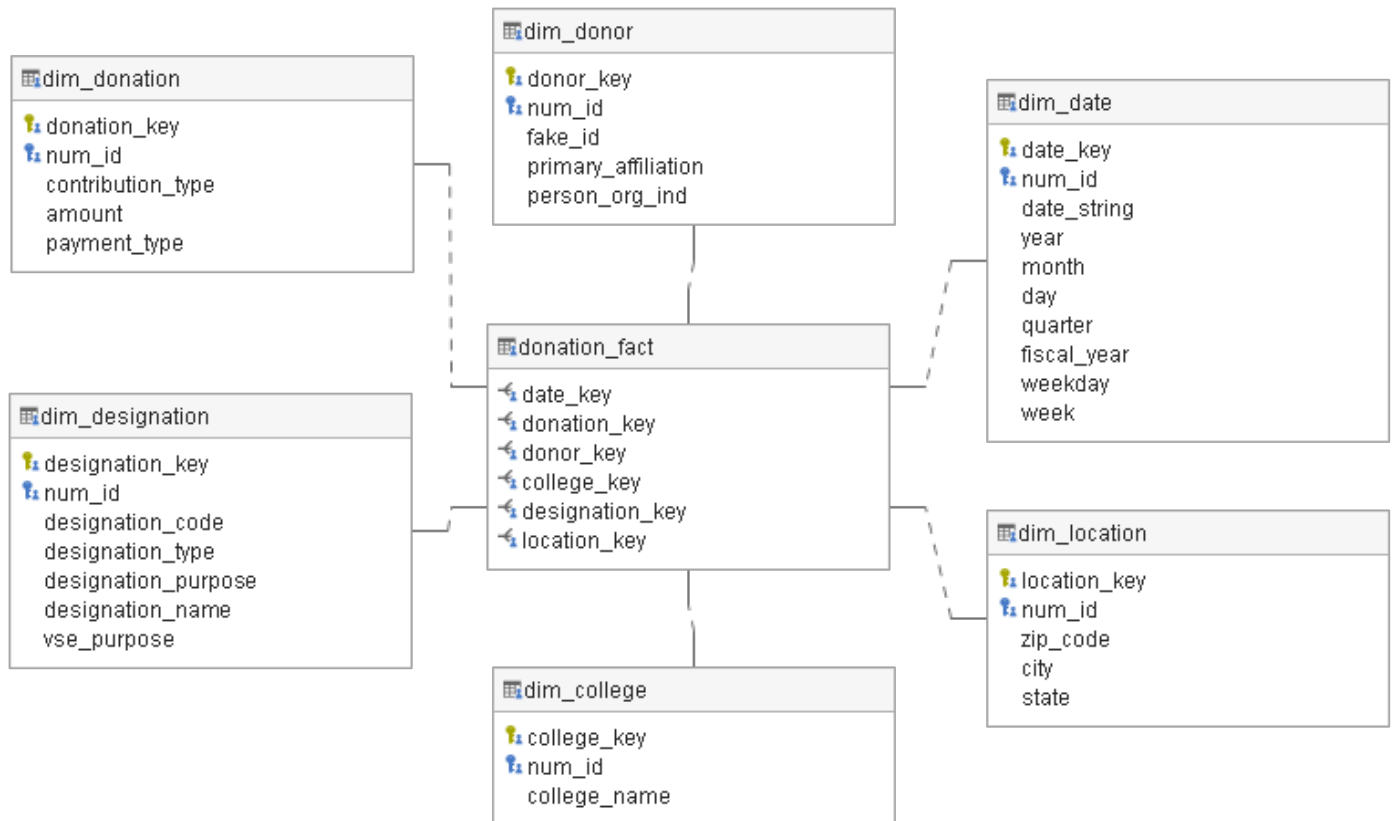 dim_donor
donor_key
num_id
fake_id
primary_affiliation
person_org_ind
dim_donation
donation_key
num_id
contribution_type
amount
payment_type
dim_date
date_key
num_id
date_string
year
month
day
quarter
fiscal_year
weekday
week
donation_fact
date_key
donation_key
donor_key
college_key
designation_key
location_key
dim_designation
designation_key
num_id
designation_code
designation_type
designation_purpose
designation_name
vse_purpose
dim_location
location_key
num_id
zip_code
city
state
dim_college
college_key
num_id
college_name